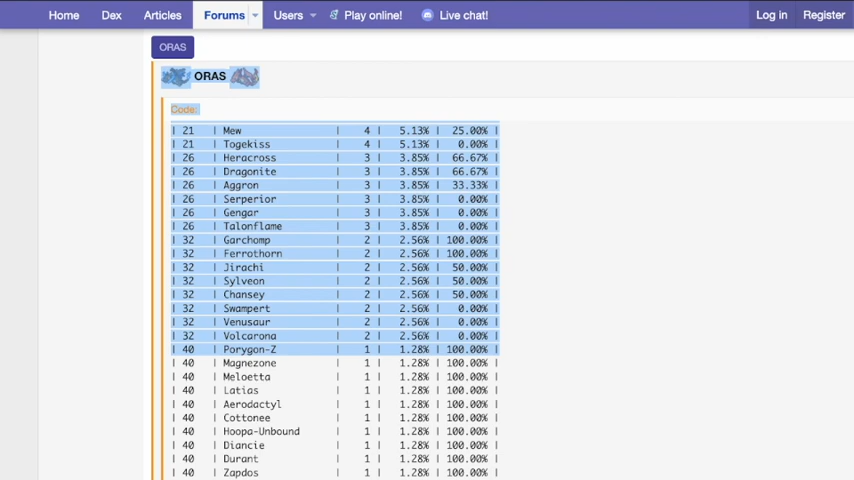 Home Dex Articles Forums Users Play online! Live chat! Log in Register
ORAS
ORAS
Code:
| 21 | Mew | 4 | 5.13% | 25.00% |
| 21 | Togekiss | 4 | 5.13% | 0.00% |
| 26 | Heracross | 3 | 3.85% | 66.67% |
| 26 | Dragonite | 3 | 3.85% | 66.67% |
| 26 | Aggron | 3 | 3.85% | 33.33% |
| 26 | Serperior | 3 | 3.85% | 0.00% |
| 26 | Gengar | 3 | 3.85% | 0.00% |
| 26 | Talonflame | 3 | 3.85% | 0.00% |
| 32 | Garchomp | 2 | 2.56% | 100.00% |
| 32 | Ferrothorn | 2 | 2.56% | 100.00% |
| 32 | Jirachi | 2 | 2.56% | 50.00% |
| 32 | Sylveon | 2 | 2.56% | 50.00% |
| 32 | Chansey | 2 | 2.56% | 50.00% |
| 32 | Swampert | 2 | 2.56% | 0.00% |
| 32 | Venusaur | 2 | 2.56% | 0.00% |
| 32 | Volcarona | 2 | 2.56% | 0.00% |
| 40 | Porygon-Z | 1 | 1.28% | 100.00% |
| 40 | Magnezone | 1 | 1.28% | 100.00% |
| 40 | Meloetta | 1 | 1.28% | 100.00% |
| 40 | Latias | 1 | 1.28% | 100.00% |
| 40 | Aerodactyl | 1 | 1.28% | 100.00% |
| 40 | Cottonee | 1 | 1.28% | 100.00% |
| 40 | Hoopa-Unbound | 1 | 1.28% | 100.00% |
| 40 | Diancie | 1 | 1.28% | 100.00% |
| 40 | Durant | 1 | 1.28% | 100.00% |
| 40 | Zapdos | 1 | 1.28% | 100.00% |